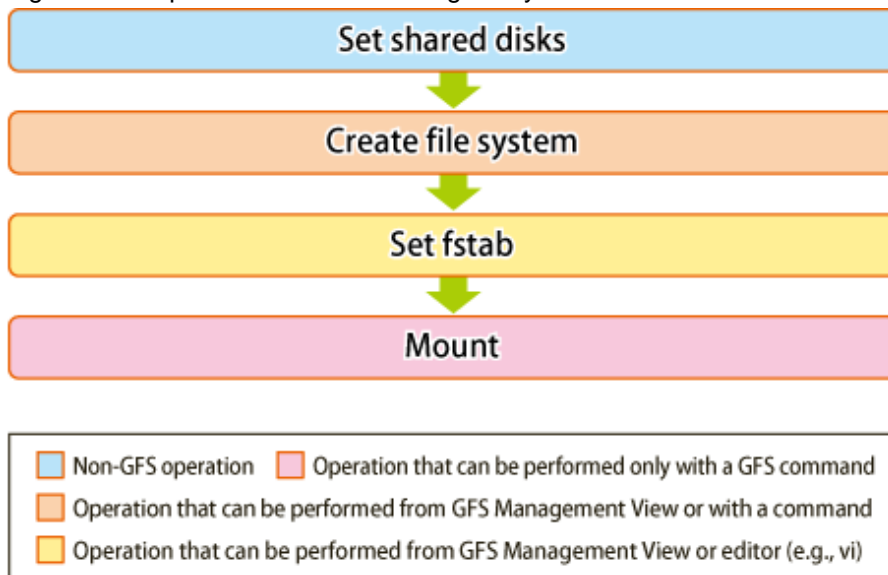 Set shared disks
Create file system
Set fstab
Mount
Non-GFS operation Operation that can be performed only with a GFS command
Operation that can be performed from GFS Management View or with a command
Operation that can be performed from GFS Management View or editor (e.g., vi)